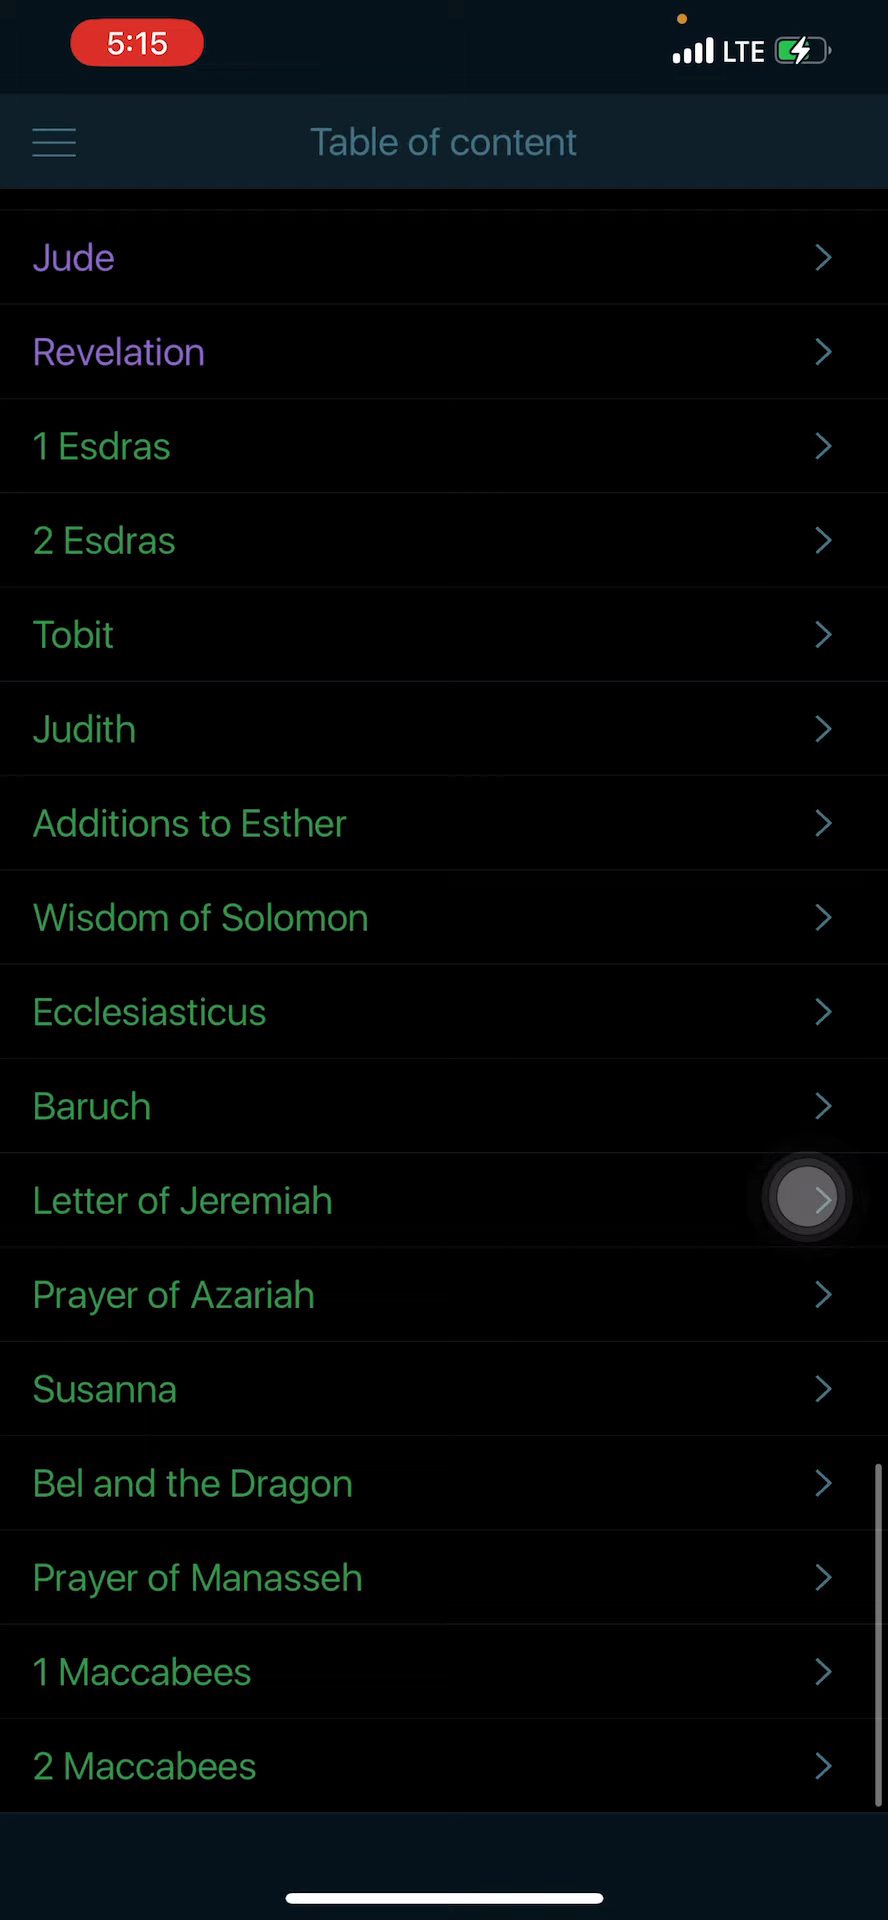 5:15
LTE
Table of content
Jude
Revelation
1 Esdras
2 Esdras
Tobit
Judith
Additions to Esther
Wisdom of Solomon
Ecclesiasticus
Baruch
Letter of Jeremiah
Prayer of Azariah
Susanna
Bel and the Dragon
Prayer of Manasseh
1 Maccabees
2 Maccabees